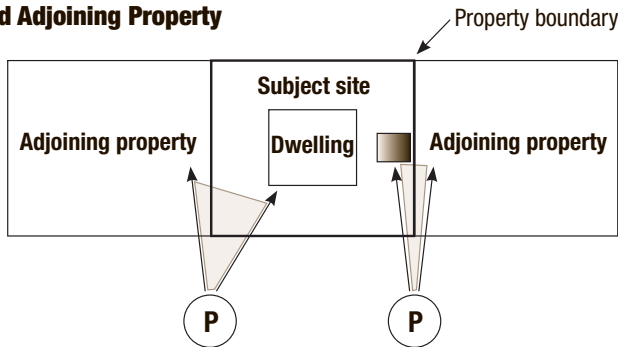 d Adjoining Property
Property boundary
Subject site
Adjoining property
Dwelling
Adjoining property
P
P